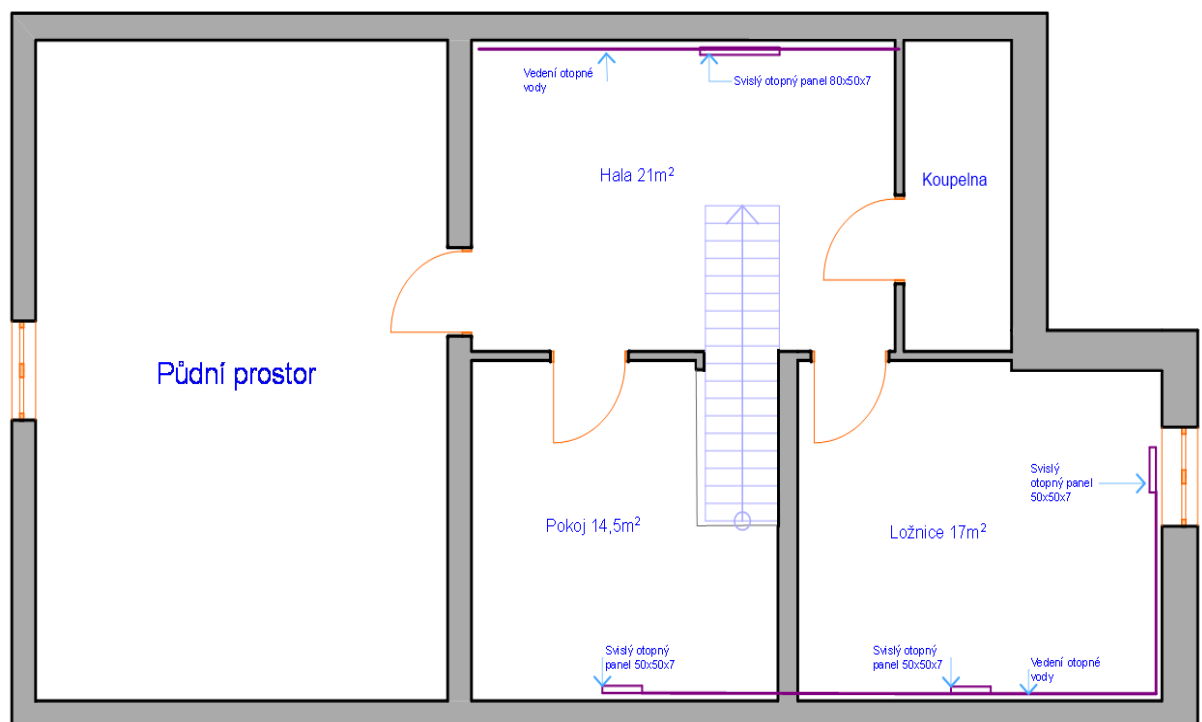 Vedení otopné
vody
Svislý otopný panel 80x50x7
Hala 21m²
Koupelna
Půdní prostor
Svislý
otopný panel
50x50x7
Pokoj 14,5m²
Ložnice 17m²
Svislý otopný
panel 50x50x7
Svislý otopný
panel 50x50x7
Vedení otopné
vody